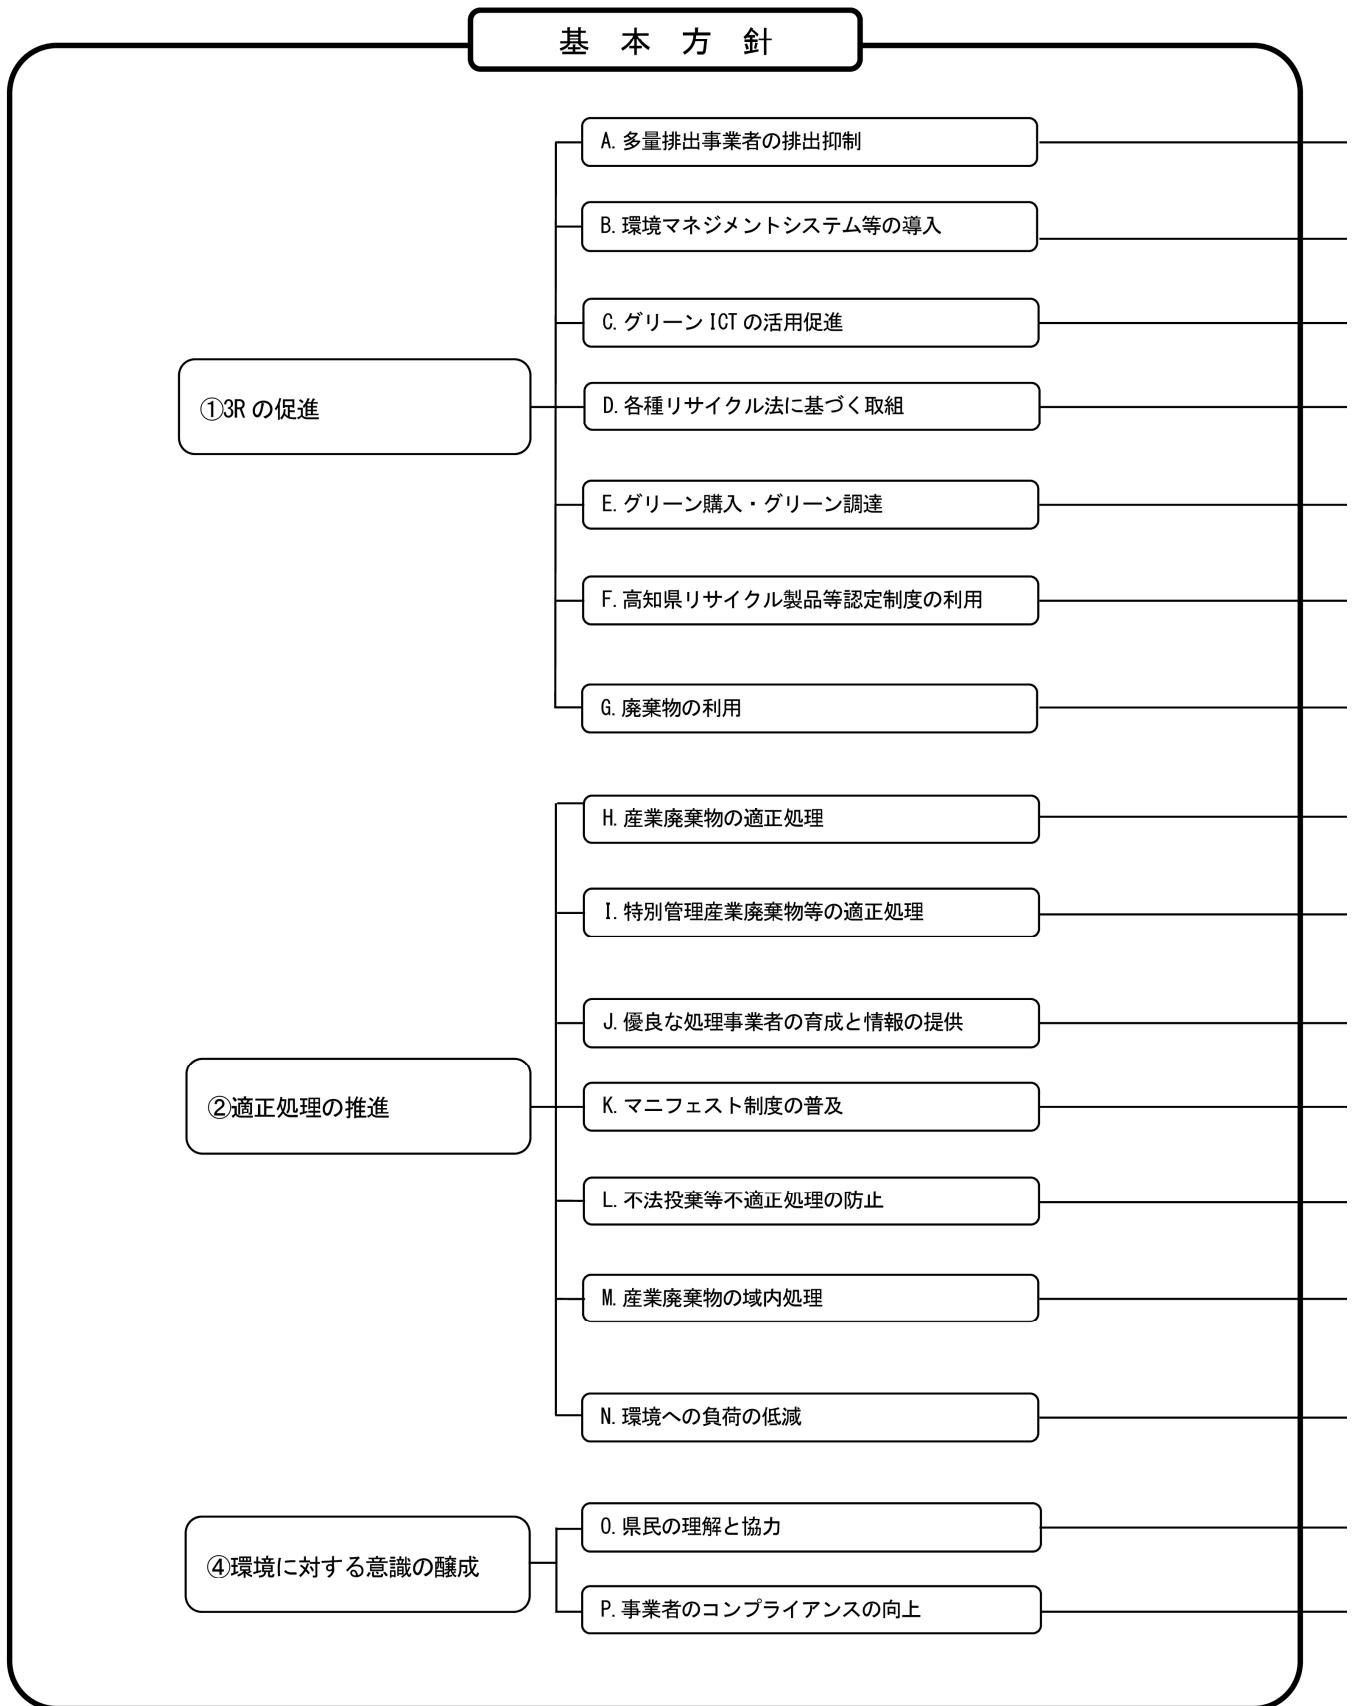 基本方針
①3Rの促進
A.多量排出事業者の排出抑制
B.環境マネジメントシステム等の導入
C.グリーンICTの活用促進
D.各種リサイクル法に基づく取組
E.グリーン購入・グリーン調達
F.高知県リサイクル製品等認定制度の利用
G.廃棄物の利用
②適正処理の推進
H.産業廃棄物の適正処理
I.特別管理産業廃棄物等の適正処理
J.優良な処理事業者の育成と情報の提供
K.マニフェスト制度の普及
L.不法投棄等不適正処理の防止
M.産業廃棄物の域内処理
N.環境への負荷の低減
④環境に対する意識の醸成
O.県民の理解と協力
P.事業者のコンプライアンスの向上